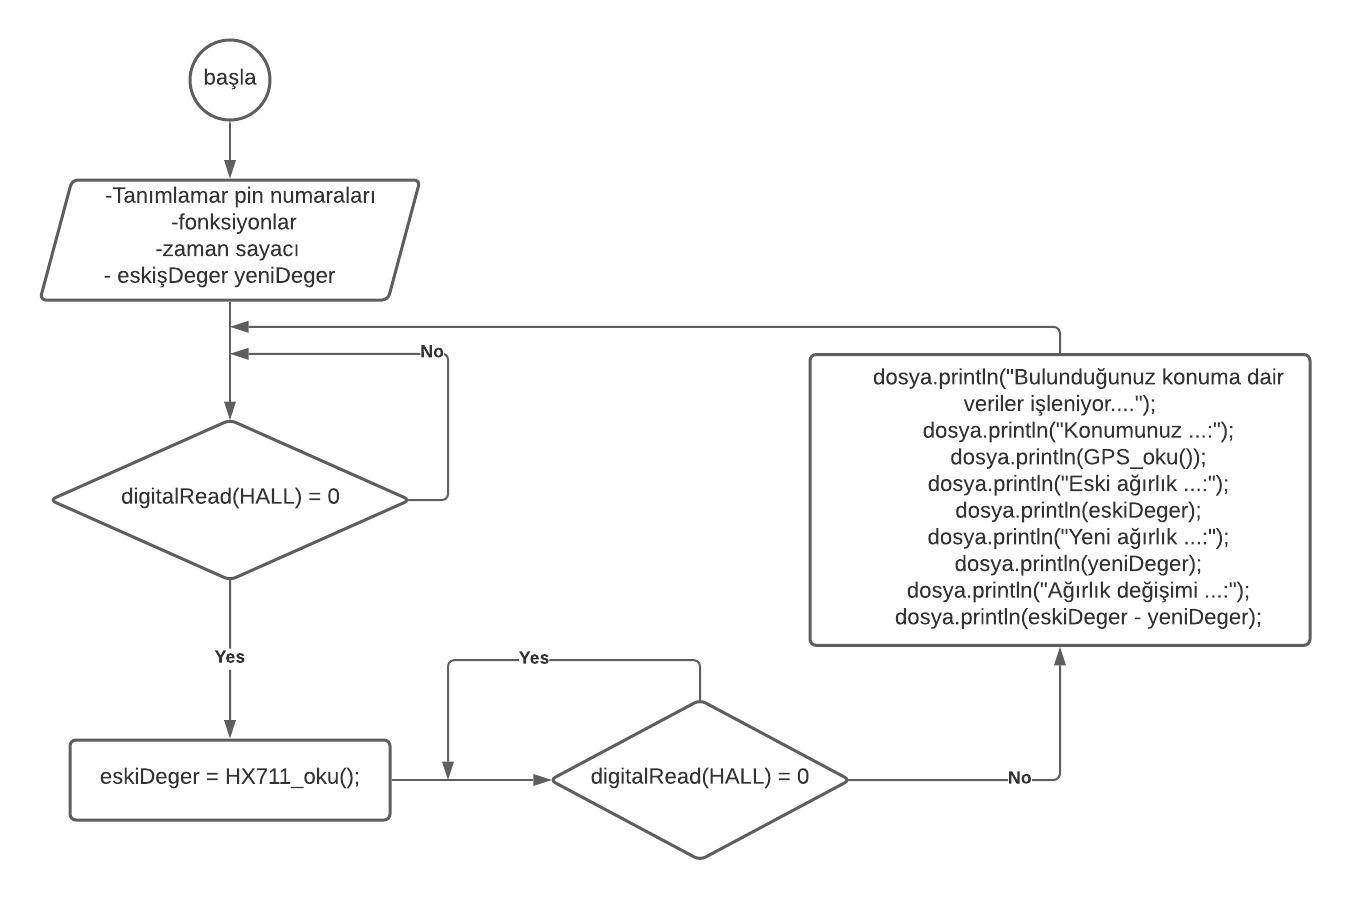 başla
-Tanımlamar pin numaraları
-fonksiyonlar
-zaman sayacı
- eskişDeger yeniDeger
No
digitalRead(HALL) = 0
Yes
eskiDeger = HX711_oku();
Yes
digitalRead(HALL) = 0
No
dosya.println("Bulunduğunuz konuma dair
veriler işleniyor....");
dosya.println("Konumunuz ...:");
dosya.println(GPS_oku());
dosya.println("Eski ağırlık ...:");
dosya.println(eskiDeger);
dosya.println("Yeni ağırlık ...:");
dosya.println(yeniDeger);
dosya.println("Ağırlık değişimi ...:");
dosya.println(eskiDeger - yeniDeger);